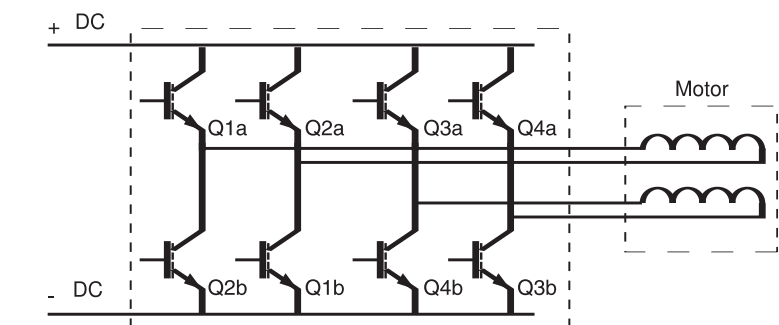 + DC
Motor
Q1a Q2a Q3a Q4a
Q2b Q1b Q4b Q3b
- DC